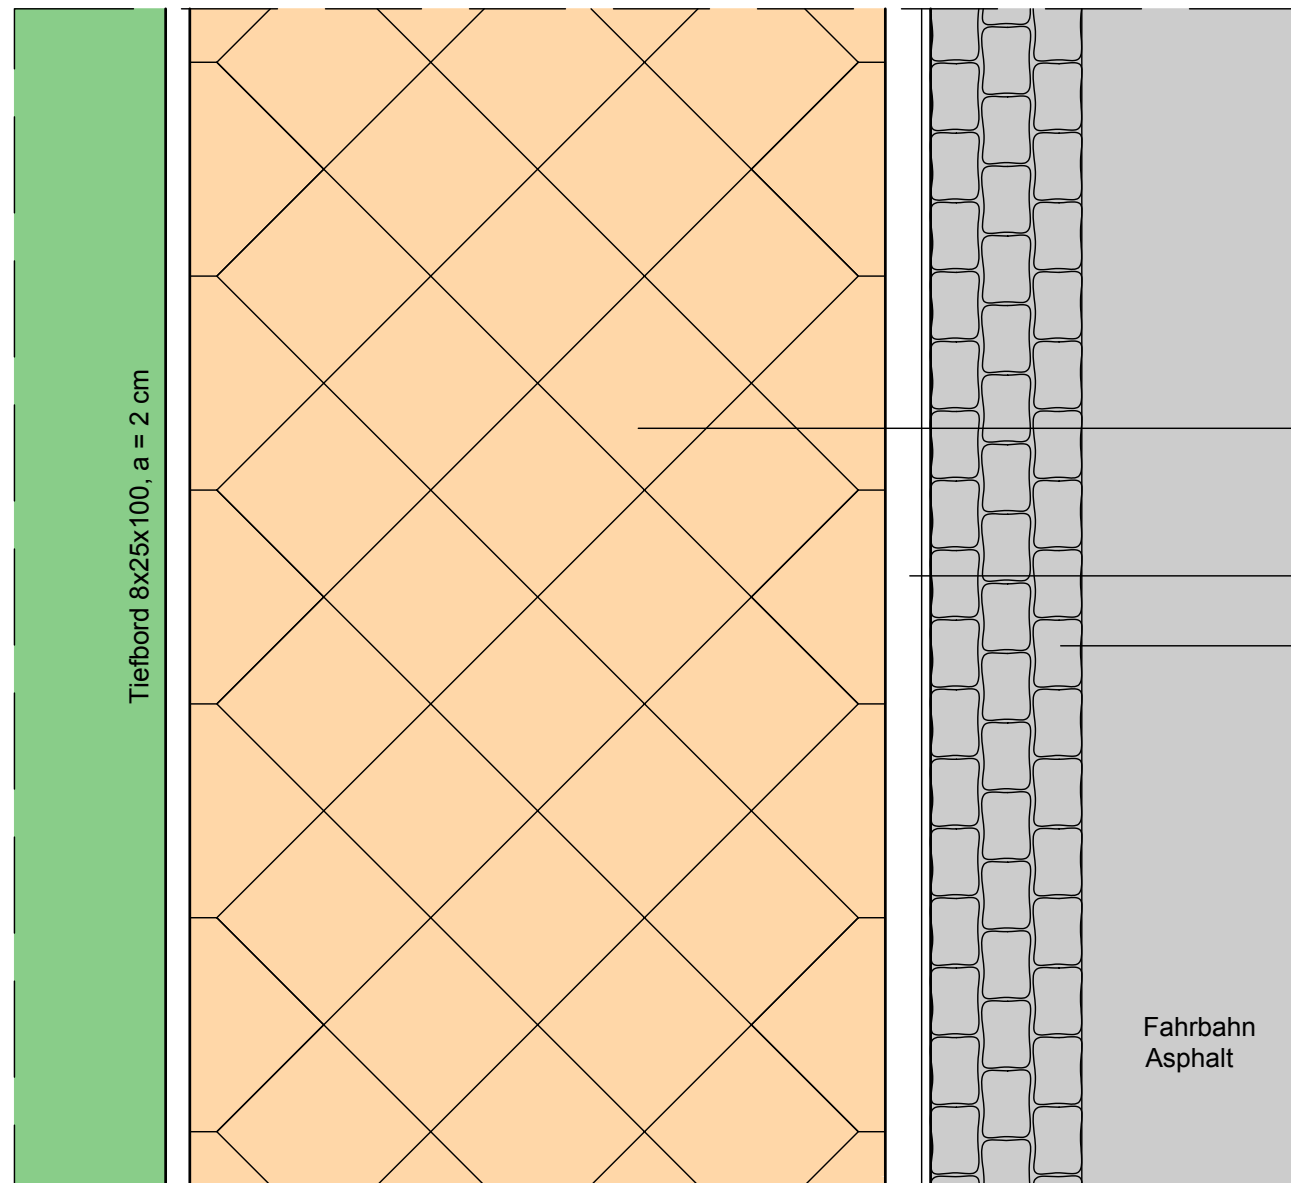 Tiefbord 8x25x100, a = 2 cm
Fahrbahn
Asphalt